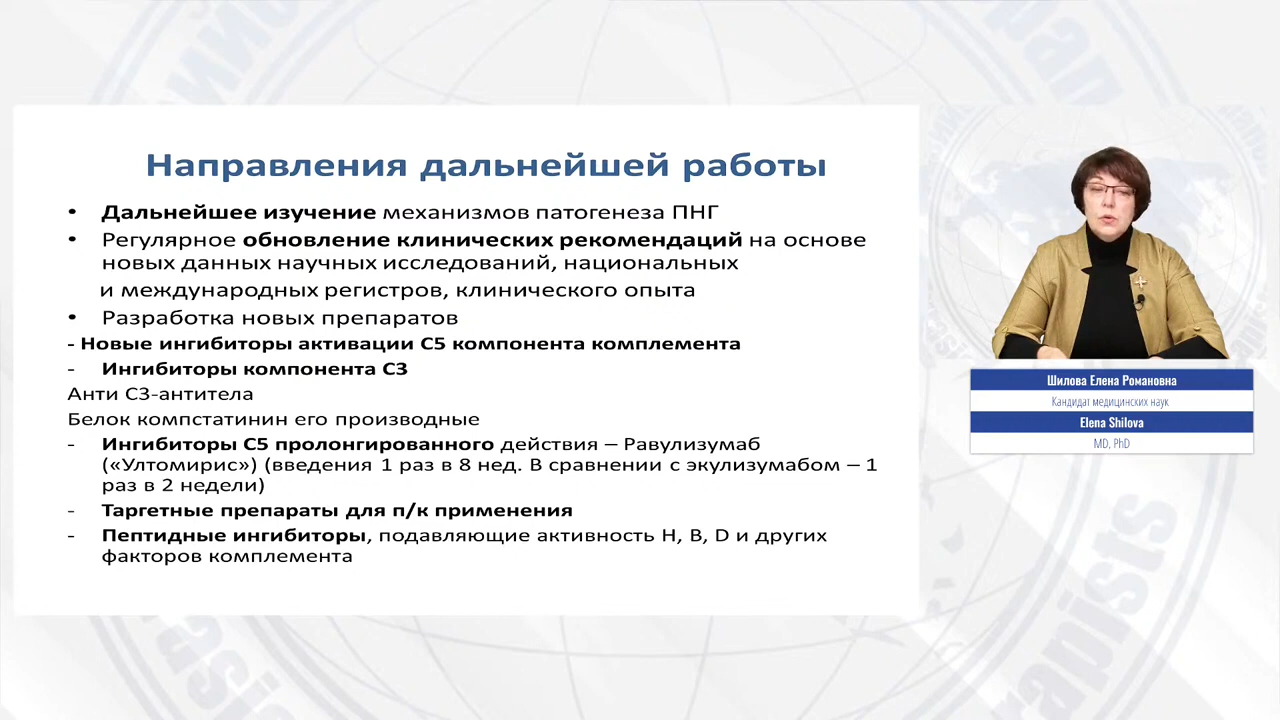 Направления дальнейшей работы
• Дальнейшее изучение механизмов патогенеза ПНГ
• Регулярное обновление клинических рекомендаций на основе
новых данных научных исследований, национальных
и международных регистров, клинического опыта
• Разработка новых препаратов
- Новые ингибиторы активации С5 компонента комплемента
- Ингибиторы компонента С3
Анти С3-антитела
Белок компстатинин его производные
- Ингибиторы С5 пролонгированного действия – Равулизумаб
(«Ултомирис») (введения 1 раз в 8 нед. В сравнении с экулизумабом – 1
раз в 2 недели)
- Таргетные препараты для п/к применения
- Пептидные ингибиторы, подавляющие активность H, B, D и других
факторов комплемента
Шилова Елена Романовна
Кандидат медицинских наук
Elena Shilova
MD, PhD